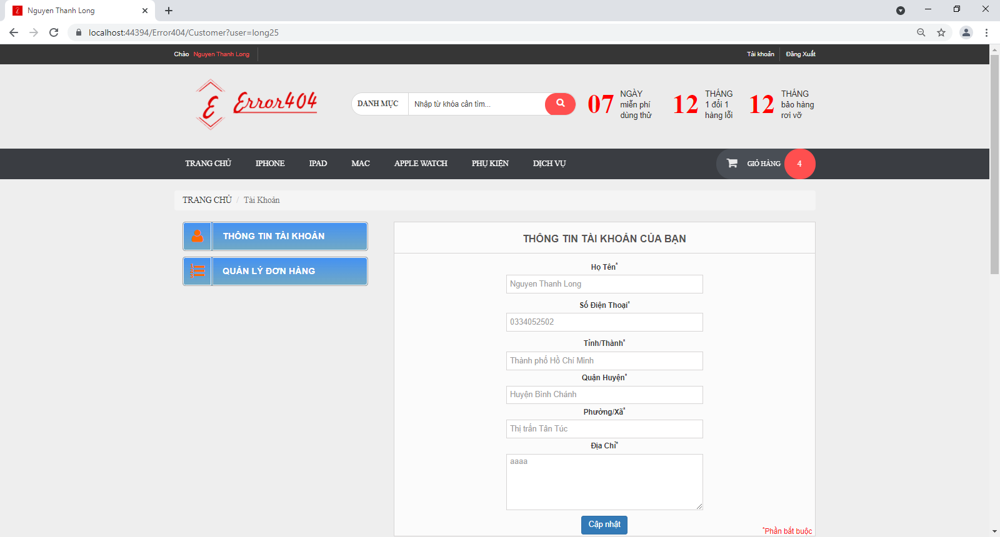 Nguyen Thanh Long
localhost:44394/Error404/Customer?user=long25
Chào Nguyen Thanh Long
Tài khoản
Đăng Xuất
Error404
DANH MỤC
Nhập từ khóa cần tìm...
07
NGÀY
miễn phí
dùng thử
12
THÁNG
1 đổi 1
hàng lỗi
12
THÁNG
bảo hàng
rơi vỡ
TRANG CHỦ
IPHONE
IPAD
MAC
APPLE WATCH
PHỤ KIỆN
DỊCH VỤ
GIỎ HÀNG
4
TRANG CHỦ / Tài Khoản
THÔNG TIN TÀI KHOẢN
QUẢN LÝ ĐƠN HÀNG
THÔNG TIN TÀI KHOẢN CỦA BẠN
Họ Tên*
Nguyen Thanh Long
Số Điện Thoại*
0334052502
Tỉnh/Thành*
Thành phố Hồ Chí Minh
Quận Huyện*
Huyện Bình Chánh
Phường/Xã*
Thị trấn Tân Túc
Địa Chỉ*
aaaa
Cập nhật
*Phần bắt buộc